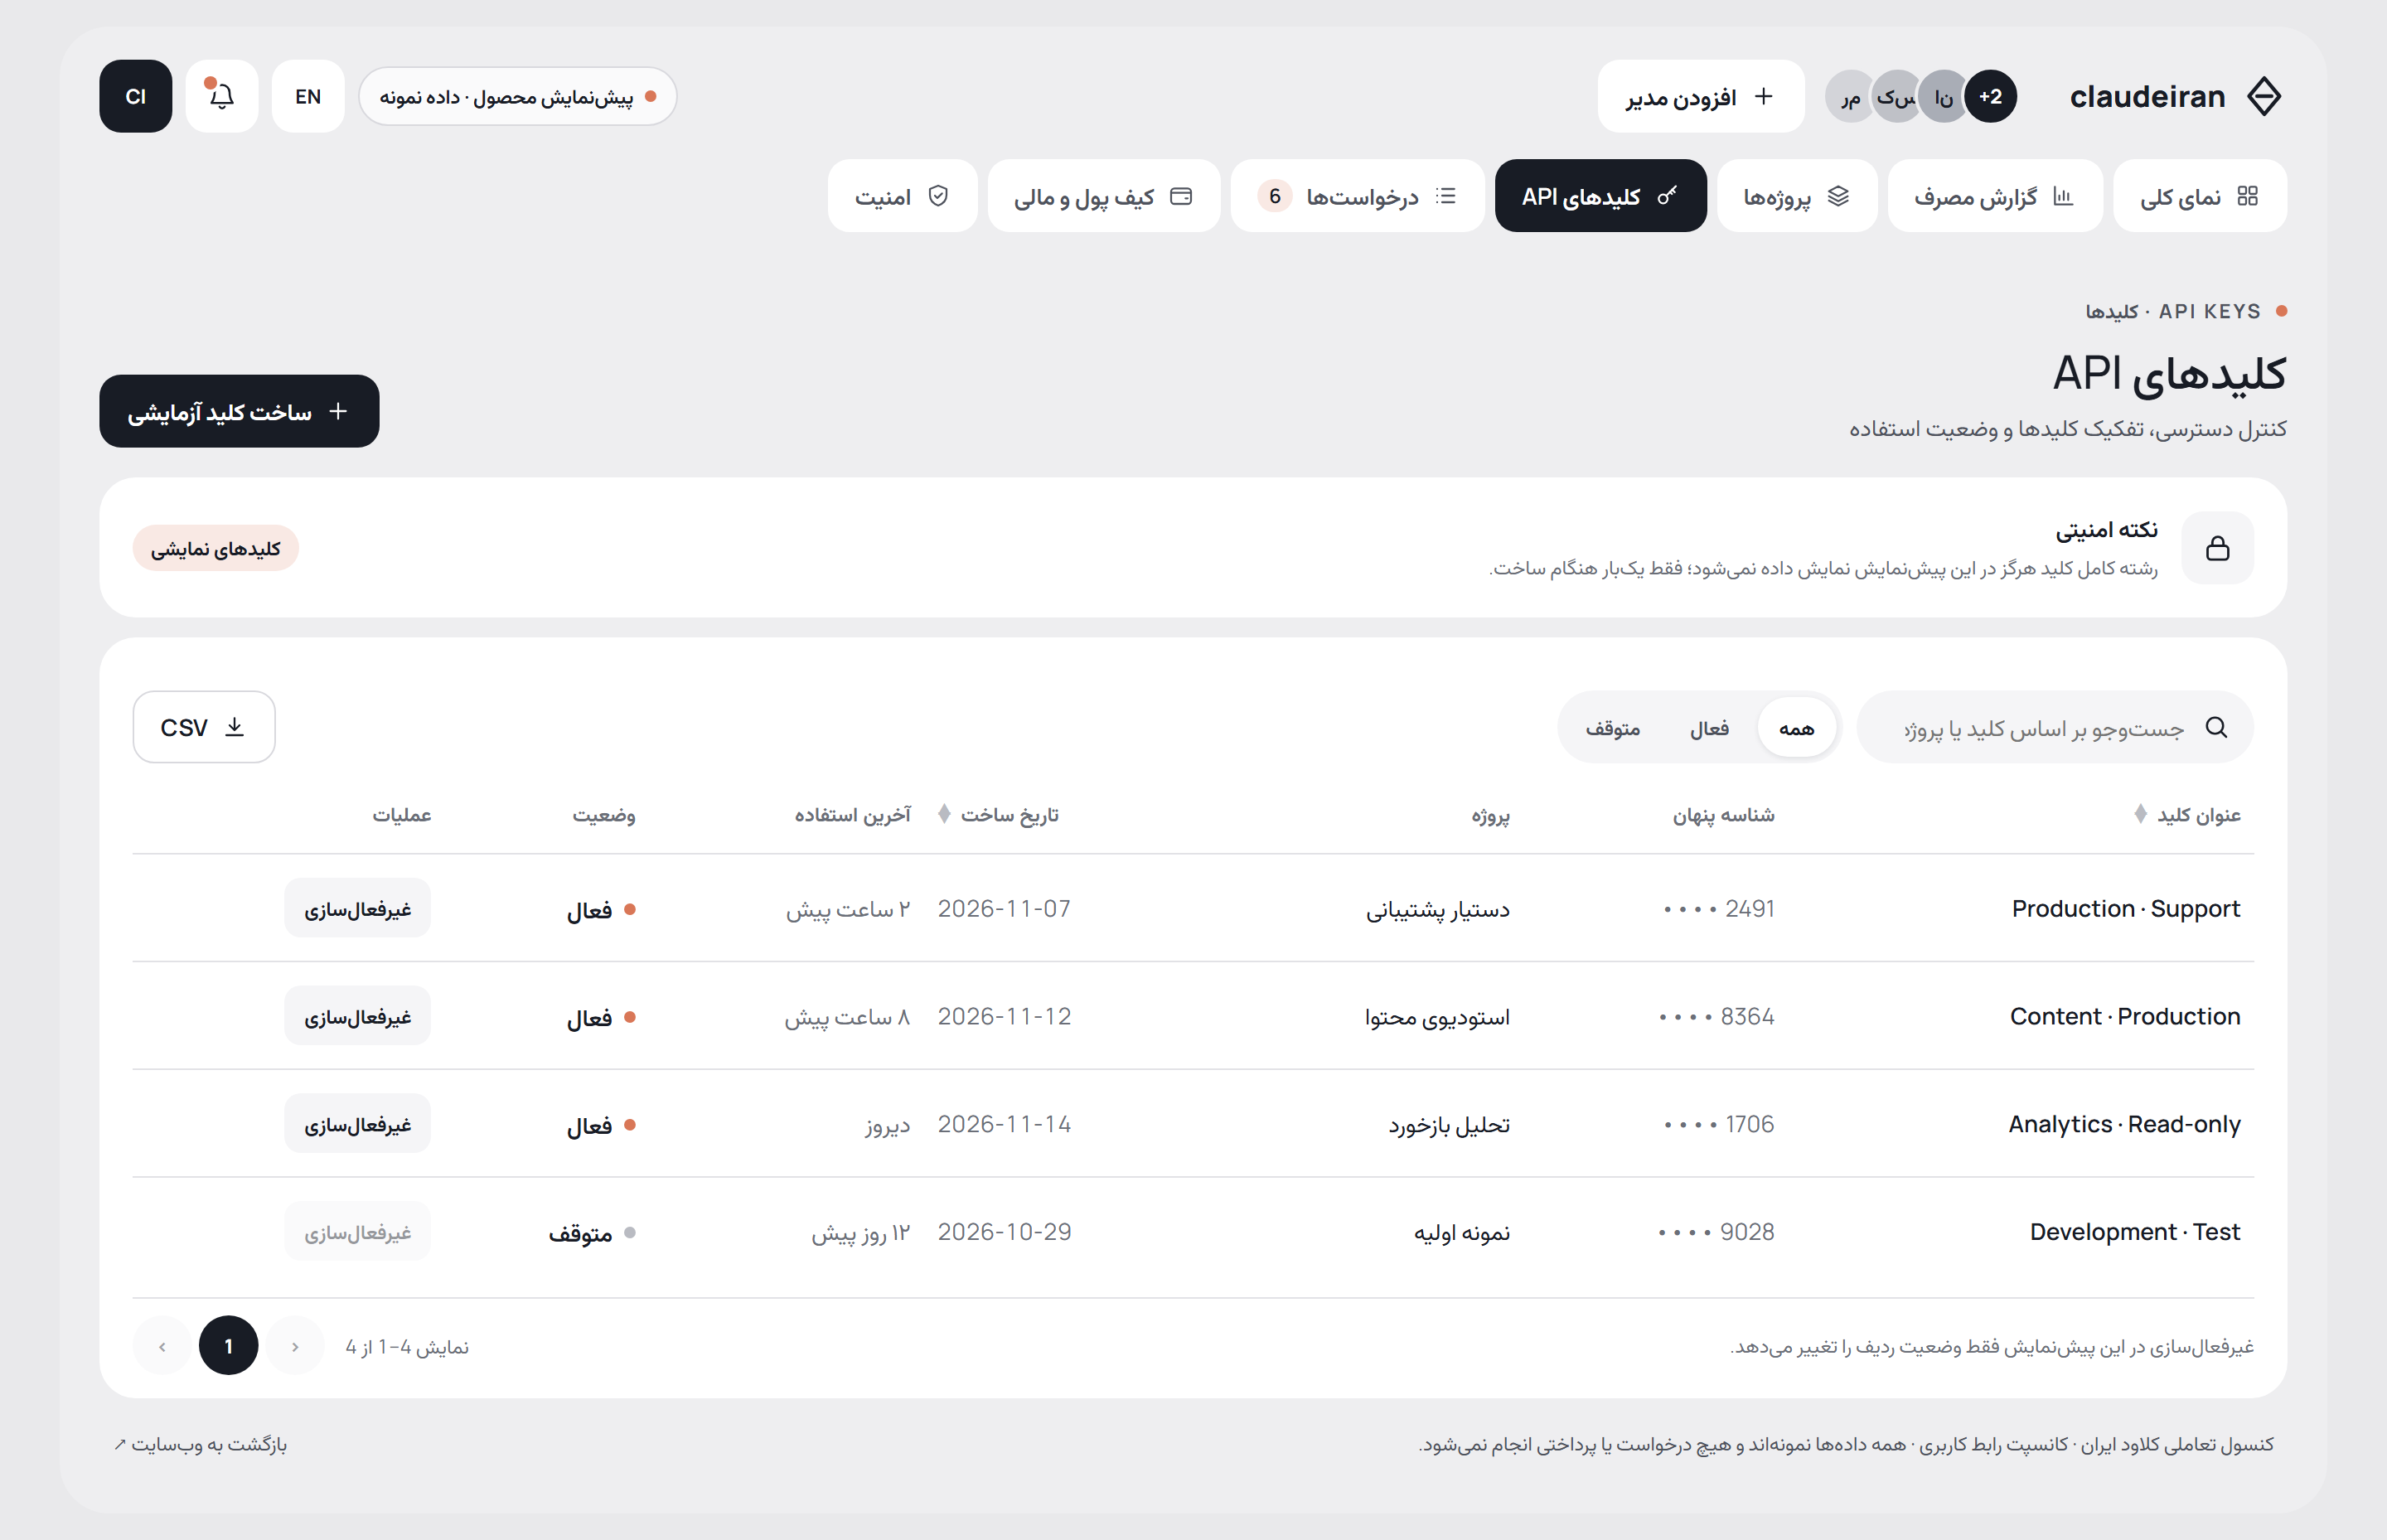 claudeiran
+2 نا سک مر
افزودن مدیر
پیش‌نمایش محصول · داده نمونه
EN
CI
نمای کلی
گزارش مصرف
پروژه‌ها
کلیدهای API
درخواست‌ها 6
کیف پول و مالی
امنیت
API KEYS · کلیدها
کلیدهای API
کنترل دسترسی، تفکیک کلیدها و وضعیت استفاده
ساخت کلید آزمایشی
نکته امنیتی
رشته کامل کلید هرگز در این پیش‌نمایش نمایش داده نمی‌شود؛ فقط یک‌بار هنگام ساخت.
کلیدهای نمایشی
جست‌وجو بر اساس کلید یا پروژه
همه فعال متوقف
CSV
عنوان کلید شناسه پنهان پروژه تاریخ ساخت آخرین استفاده وضعیت عملیات
Production · Support •••• 2491 دستیار پشتیبانی 2026-11-07 ۲ ساعت پیش فعال غیرفعال‌سازی
Content · Production •••• 8364 استودیوی محتوا 2026-11-12 ۸ ساعت پیش فعال غیرفعال‌سازی
Analytics · Read-only •••• 1706 تحلیل بازخورد 2026-11-14 دیروز فعال غیرفعال‌سازی
Development · Test •••• 9028 نمونه اولیه 2026-10-29 ۱۲ روز پیش متوقف غیرفعال‌سازی
غیرفعال‌سازی در این پیش‌نمایش فقط وضعیت ردیف را تغییر می‌دهد.
نمایش 4–1 از 4
‹ 1 ›
کنسول تعاملی کلاود ایران · کانسپت رابط کاربری · همه داده‌ها نمونه‌اند و هیچ درخواست یا پرداختی انجام نمی‌شود.
بازگشت به وب‌سایت ↗